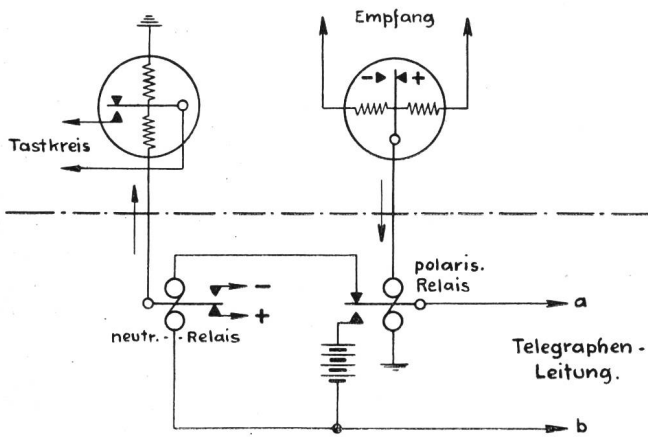 Empfang
- +
Tastkreis
polaris.
Relais
-
+
neutr. - Relais
a
Telegraphen-
Leitung.
b